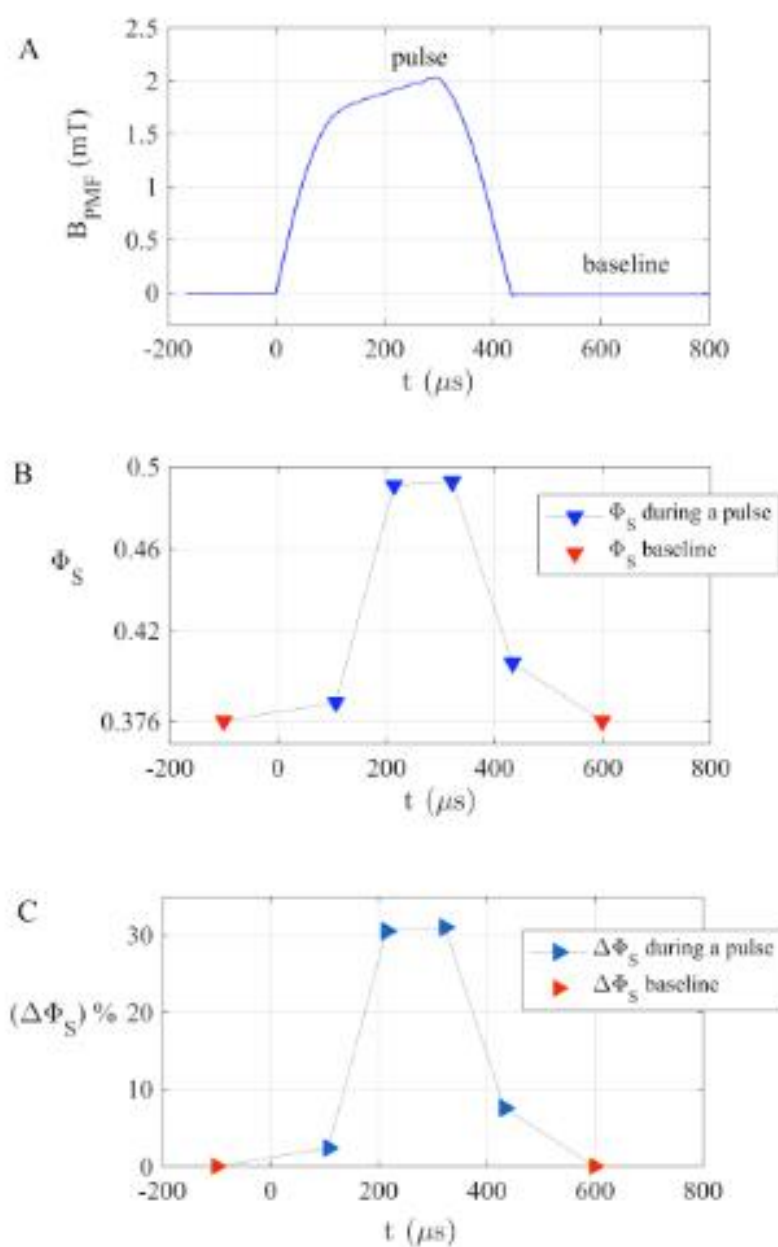 A
2.5
2
1.5
1
0.5
0
B_PMF (mT)
pulse
baseline
-200 0 200 400 600 800
t (μs)
B
0.5
0.46
0.42
0.376
Φ_S
Φ_S during a pulse
Φ_S baseline
-200 0 200 400 600 800
t (μs)
C
30
20
10
0
(ΔΦ_S) %
ΔΦ_S during a pulse
ΔΦ_S baseline
-200 0 200 400 600 800
t (μs)